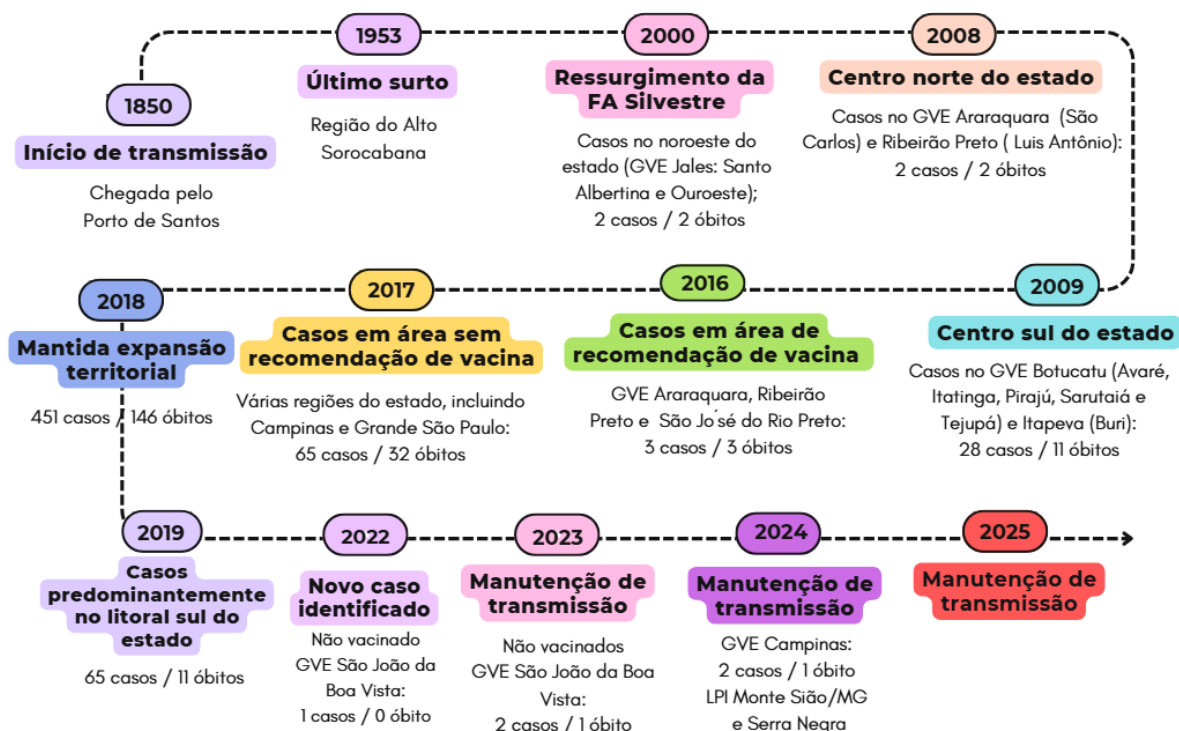 1850
Início de transmissão
Chegada pelo
Porto de Santos
1953
Último surto
Região do Alto
Sorocabana
2000
Ressurgimento da
FA Silvestre
Casos no noroeste do
estado (GVE Jales: Santo
Albertina e Ouroeste);
2 casos / 2 óbitos
2008
Centro norte do estado
Casos no GVE Araraquara (São
Carlos) e Ribeirão Preto ( Luis Antônio):
2 casos / 2 óbitos
2009
Centro sul do estado
Casos no GVE Botucatu (Avaré,
Itatinga, Pirajú, Sarutaiá e
Tejupá) e Itapeva (Buri):
28 casos / 11 óbitos
2016
Casos em área de
recomendação de vacina
GVE Araraquara, Ribeirão
Preto e São Jo´sé do Rio Preto:
3 casos / 3 óbitos
2017
Casos em área sem
recomendação de vacina
Várias regiões do estado, incluindo
Campinas e Grande São Paulo:
65 casos / 32 óbitos
2018
Mantida expansão
territorial
451 casos / 146 óbitos
2019
Casos
predominantemente
no litoral sul do
estado
65 casos / 11 óbitos
2022
Novo caso
identificado
Não vacinado
GVE São João da
Boa Vista:
1 casos / 0 óbito
2023
Manutenção de
transmissão
Não vacinados
GVE São João da Boa
Vista:
2 casos / 1 óbito
2024
Manutenção de
transmissão
GVE Campinas:
2 casos / 1 óbito
LPI Monte Sião/MG
e Serra Negra
2025
Manutenção de
transmissão